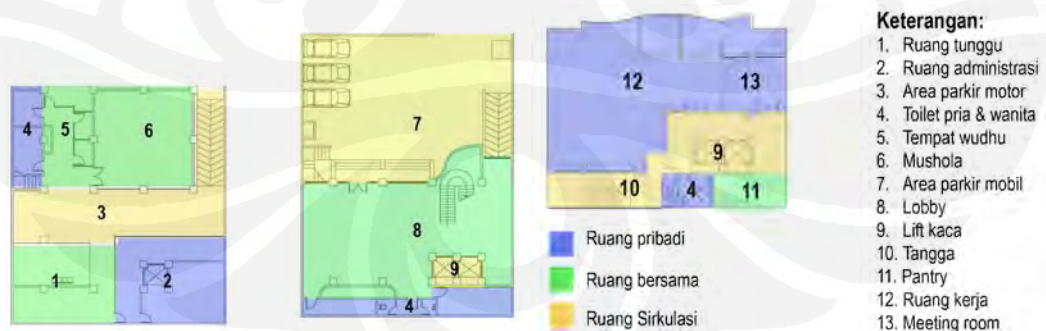 4
5
6
3
1
2
7
8
9
4
12
13
9
10
4
11
Ruang pribadi
Ruang bersama
Ruang Sirkulasi
Keterangan:
1. Ruang tunggu
2. Ruang administrasi
3. Area parkir motor
4. Toilet pria & wanita
5. Tempat wudhu
6. Mushola
7. Area parkir mobil
8. Lobby
9. Lift kaca
10. Tangga
11. Pantry
12. Ruang kerja
13. Meeting room